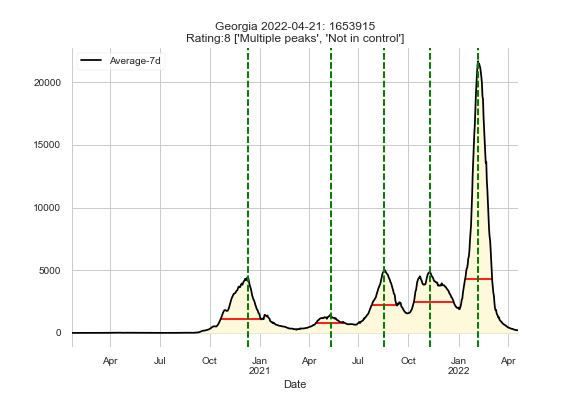 Georgia 2022-04-21: 1653915
Rating:8 ['Multiple peaks', 'Not in control']
Average-7d
20000
15000
10000
5000
0
Apr Jul Oct Jan Apr Jul Oct Jan Apr
2021 2022
Date